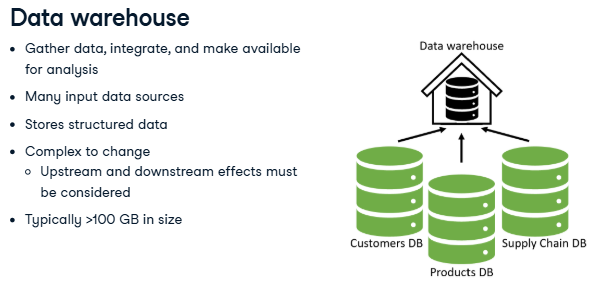 Data warehouse
• Gather data, integrate, and make available
for analysis
• Many input data sources
• Stores structured data
• Complex to change
◦ Upstream and downstream effects must
be considered
• Typically >100 GB in size
Data warehouse
Customers DB
Products DB
Supply Chain DB